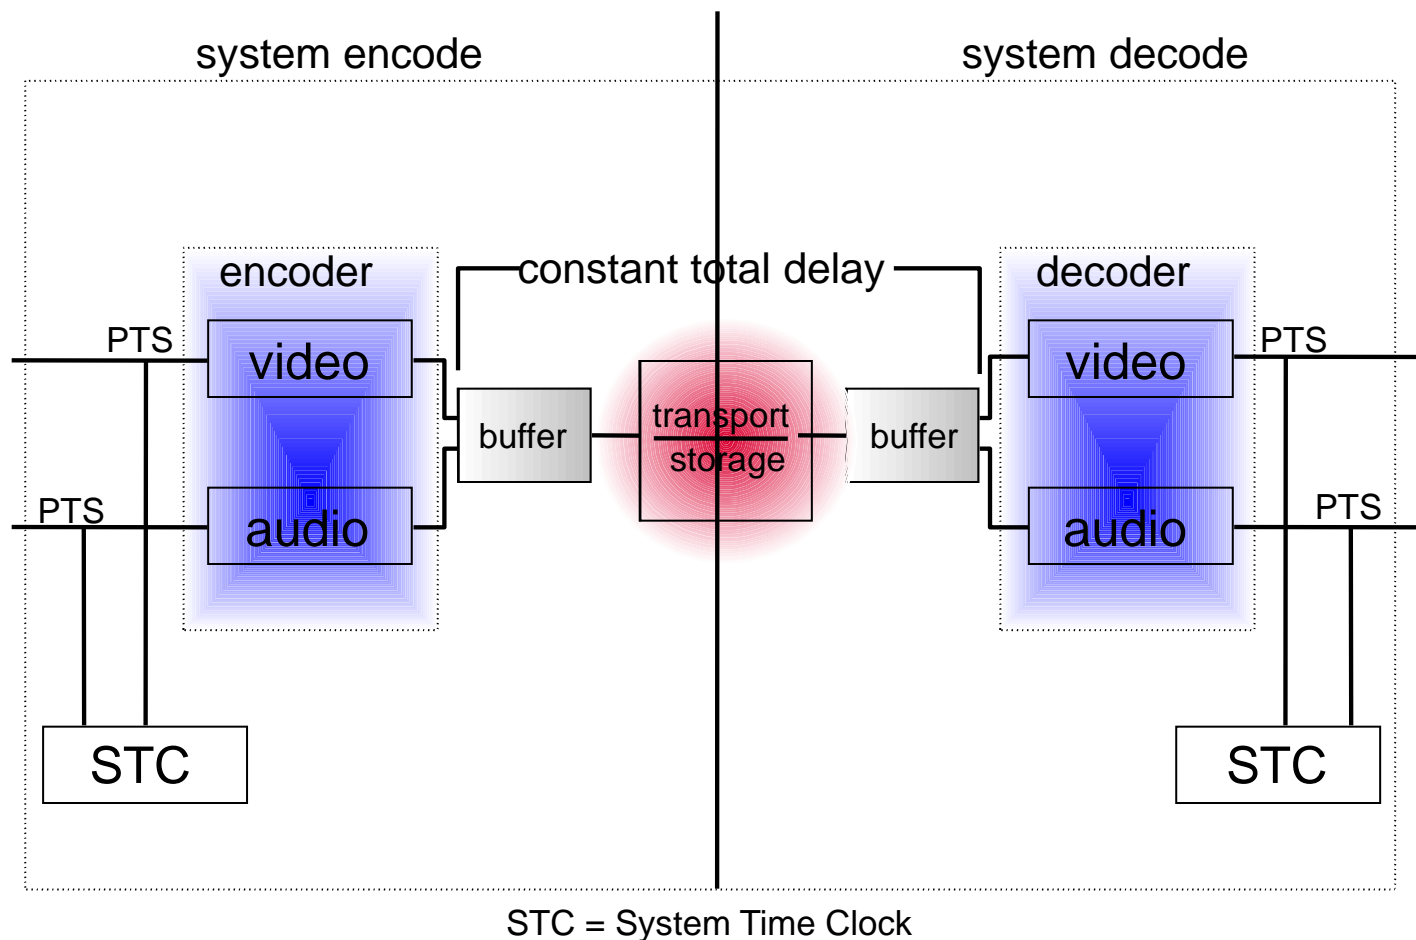 system encode
system decode
encoder
constant total delay
decoder
PTS
video
video
PTS
buffer
transport
storage
buffer
PTS
audio
audio
PTS
STC
STC
STC = System Time Clock